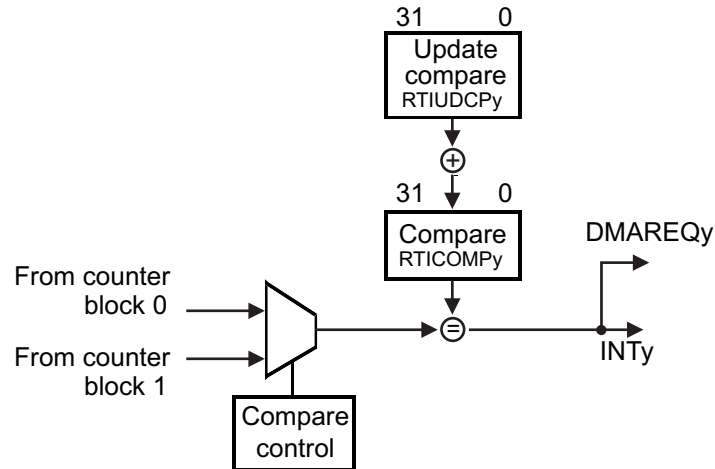 31 0
Update
compare
RTIUDCPy
+
31 0
Compare
RTICOMPy
DMAREQy
From counter
block 0
=
INTy
From counter
block 1
Compare
control